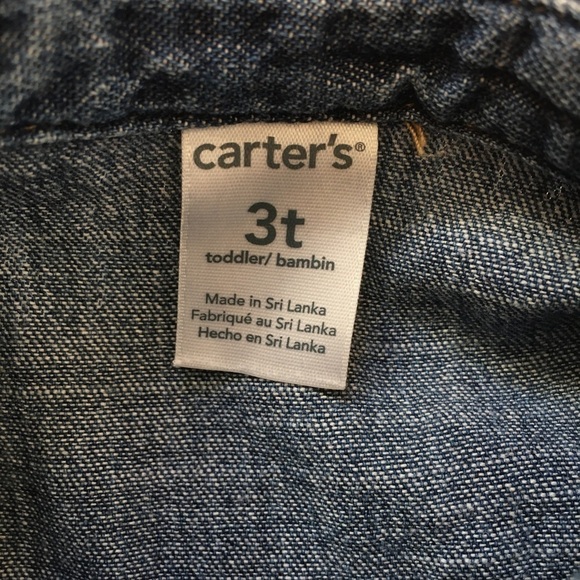 carter's®
3t
toddler/ bambin
Made in Sri Lanka
Fabriqué au Sri Lanka
Hecho en Sri Lanka